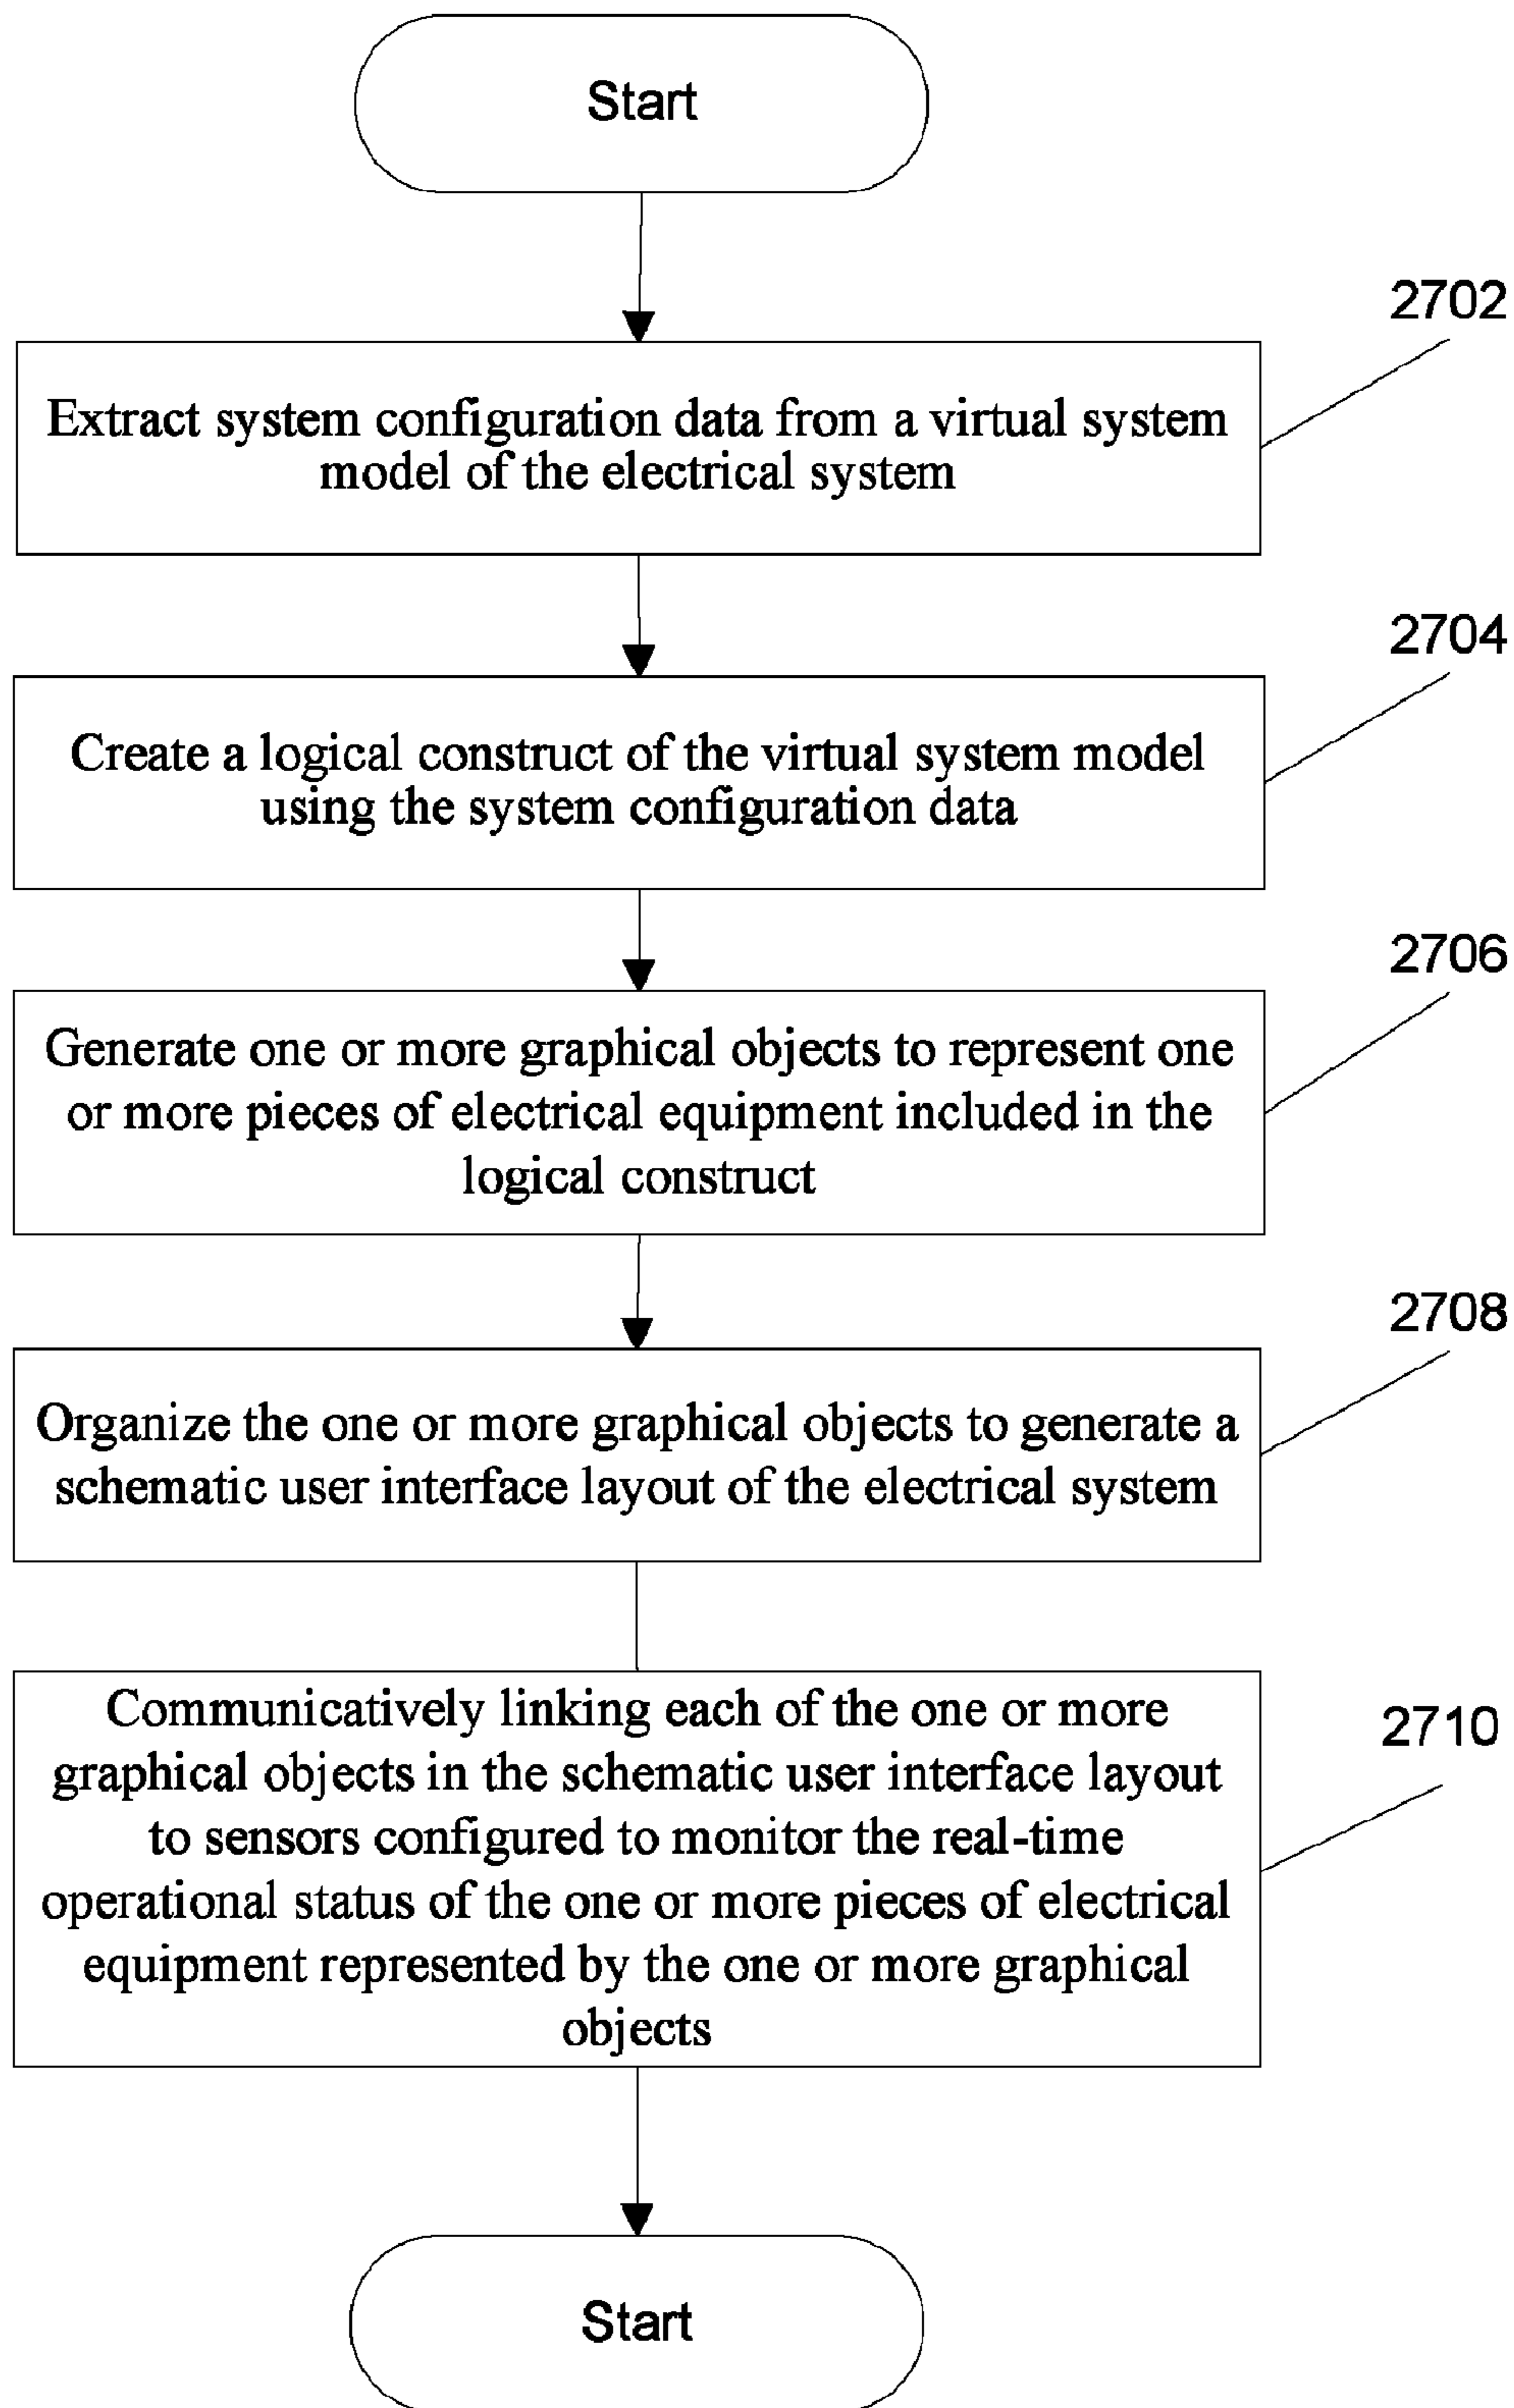 Start
2702
Extract system configuration data from a virtual system
model of the electrical system
2704
Create a logical construct of the virtual system model
using the system configuration data
2706
Generate one or more graphical objects to represent one
or more pieces of electrical equipment included in the
logical construct
2708
Organize the one or more graphical objects to generate a
schematic user interface layout of the electrical system
2710
Communicatively linking each of the one or more
graphical objects in the schematic user interface layout
to sensors configured to monitor the real-time
operational status of the one or more pieces of electrical
equipment represented by the one or more graphical
objects
Start